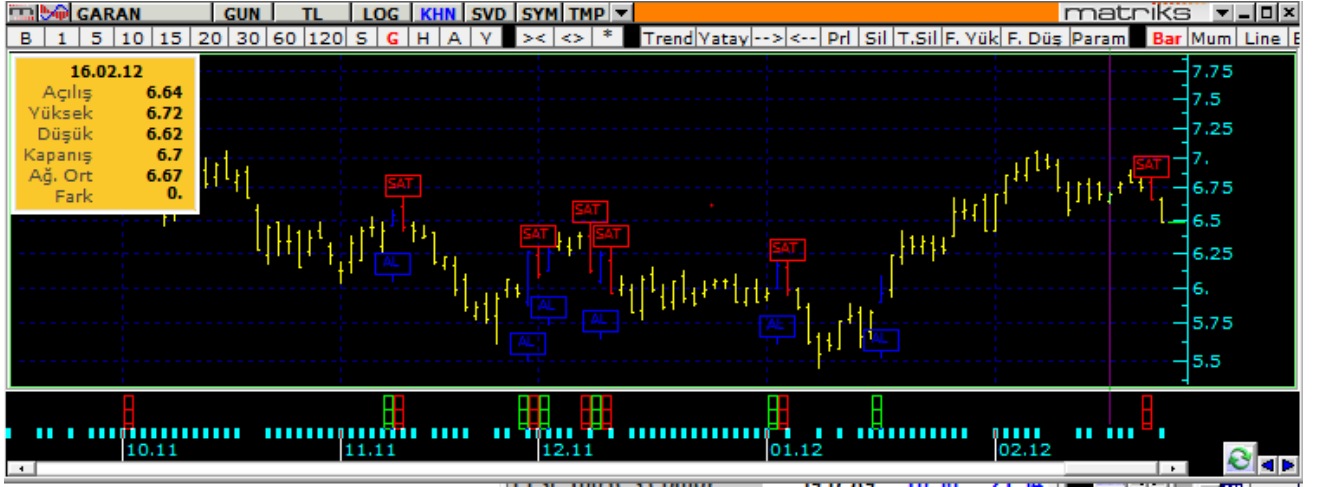 GARAN GUN TL LOG KHN SVD SYM TMP matriks
B 1 5 10 15 20 30 60 120 S G H A Y >< <> * Trend Yatay --> <-- Prl Sil T.Sil F. Yük F. Düş Param Bar Mum Line
16.02.12
Açılış 6.64
Yüksek 6.72
Düşük 6.62
Kapanış 6.7
Ağ. Ort 6.67
Fark 0.
7.75
7.5
7.25
7.
6.75
6.5
6.25
6.
5.75
5.5
SAT
SAT
SAT
SAT
SAT
SAT
AL
AL
AL
AL
AL
AL
10.11 11.11 12.11 01.12 02.12